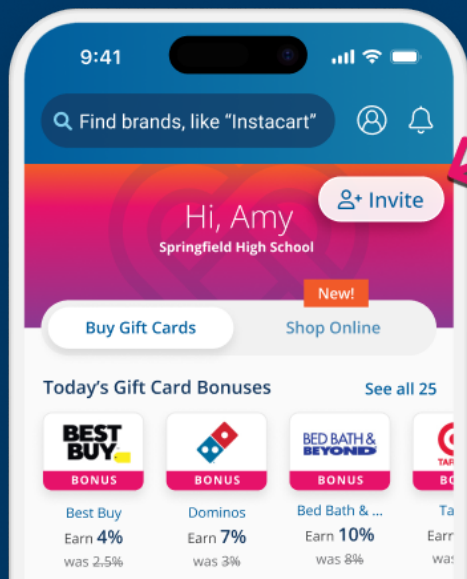 9:41
Find brands, like “Instacart”
Invite
Hi, Amy
Springfield High School
New!
Buy Gift Cards
Shop Online
Today’s Gift Card Bonuses
See all 25
BEST
BUY
BED BATH &
BEYOND
BONUS
BONUS
BONUS
Best Buy
Dominos
Bed Bath & ...
Earn 4%
Earn 7%
Earn 10%
Earn
was 2.5%
was 3%
was 8%
was